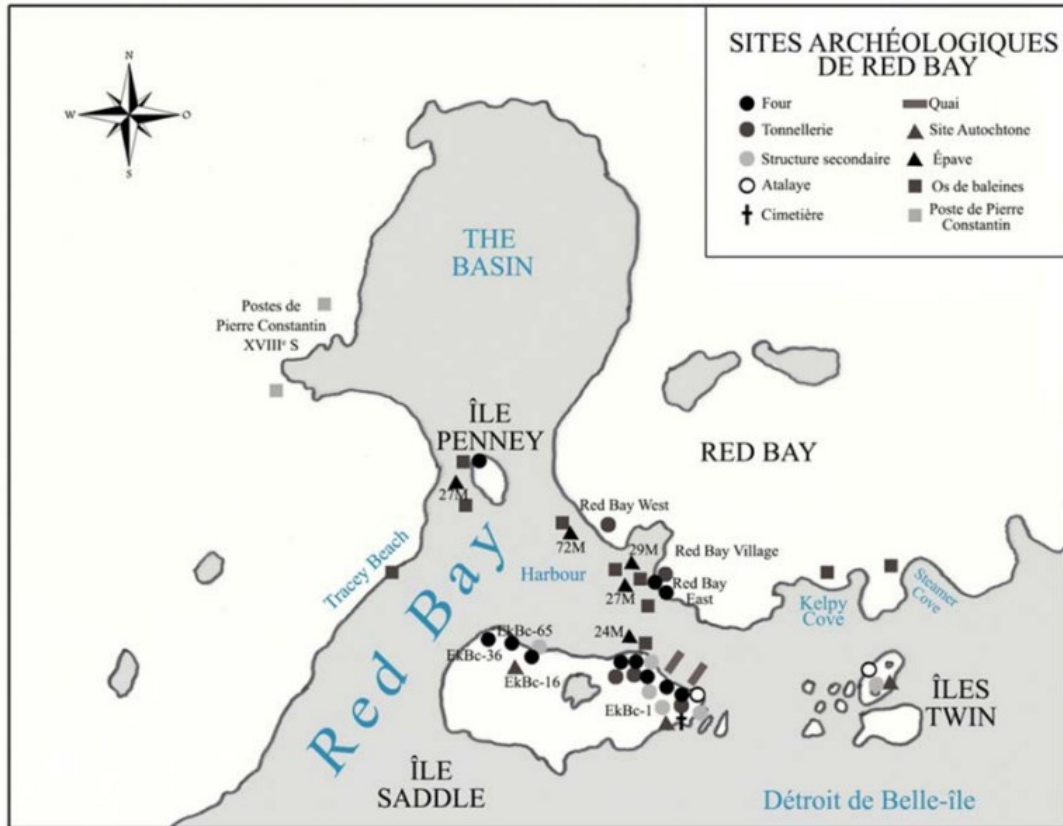 SITES ARCHÉOLOGIQUES
DE RED BAY
Four
Quai
Tonnellerie
Site Autochtone
Structure secondaire
Épave
Atalaye
Os de baleines
Cimetière
Poste de Pierre
Constantin
N
W
O
S
THE
BASIN
Postes de
Pierre Constantin
XVIIIe S
ÎLE
PENNEY
RED BAY
27M
Red Bay West
72M
29M
Red Bay Village
Tracey Beach
Harbour
27M
Red Bay
East
Kelpy
Cove
Steamer
Cove
Red Bay
24M
EkBc-65
EkBc-36
EkBc-16
EkBc-1
ÎLES
TWIN
ÎLE
SADDLE
Détroit de Belle-île